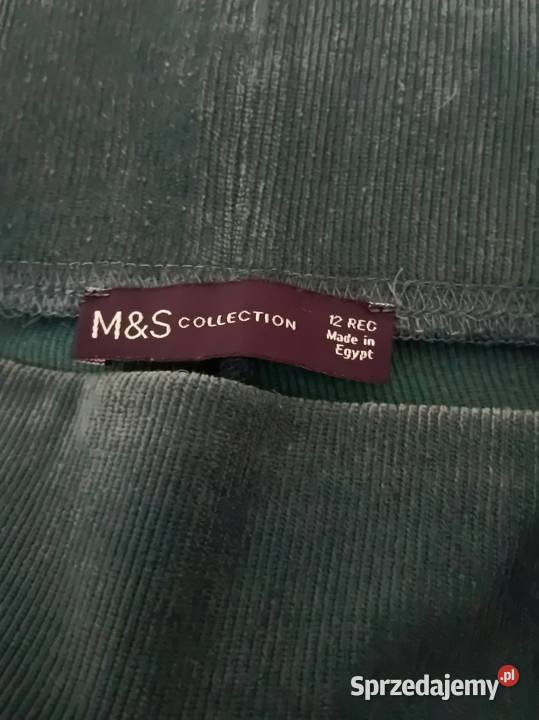 M&S COLLECTION
12 REG
Made in
Egypt
Sprzedajemy.pl